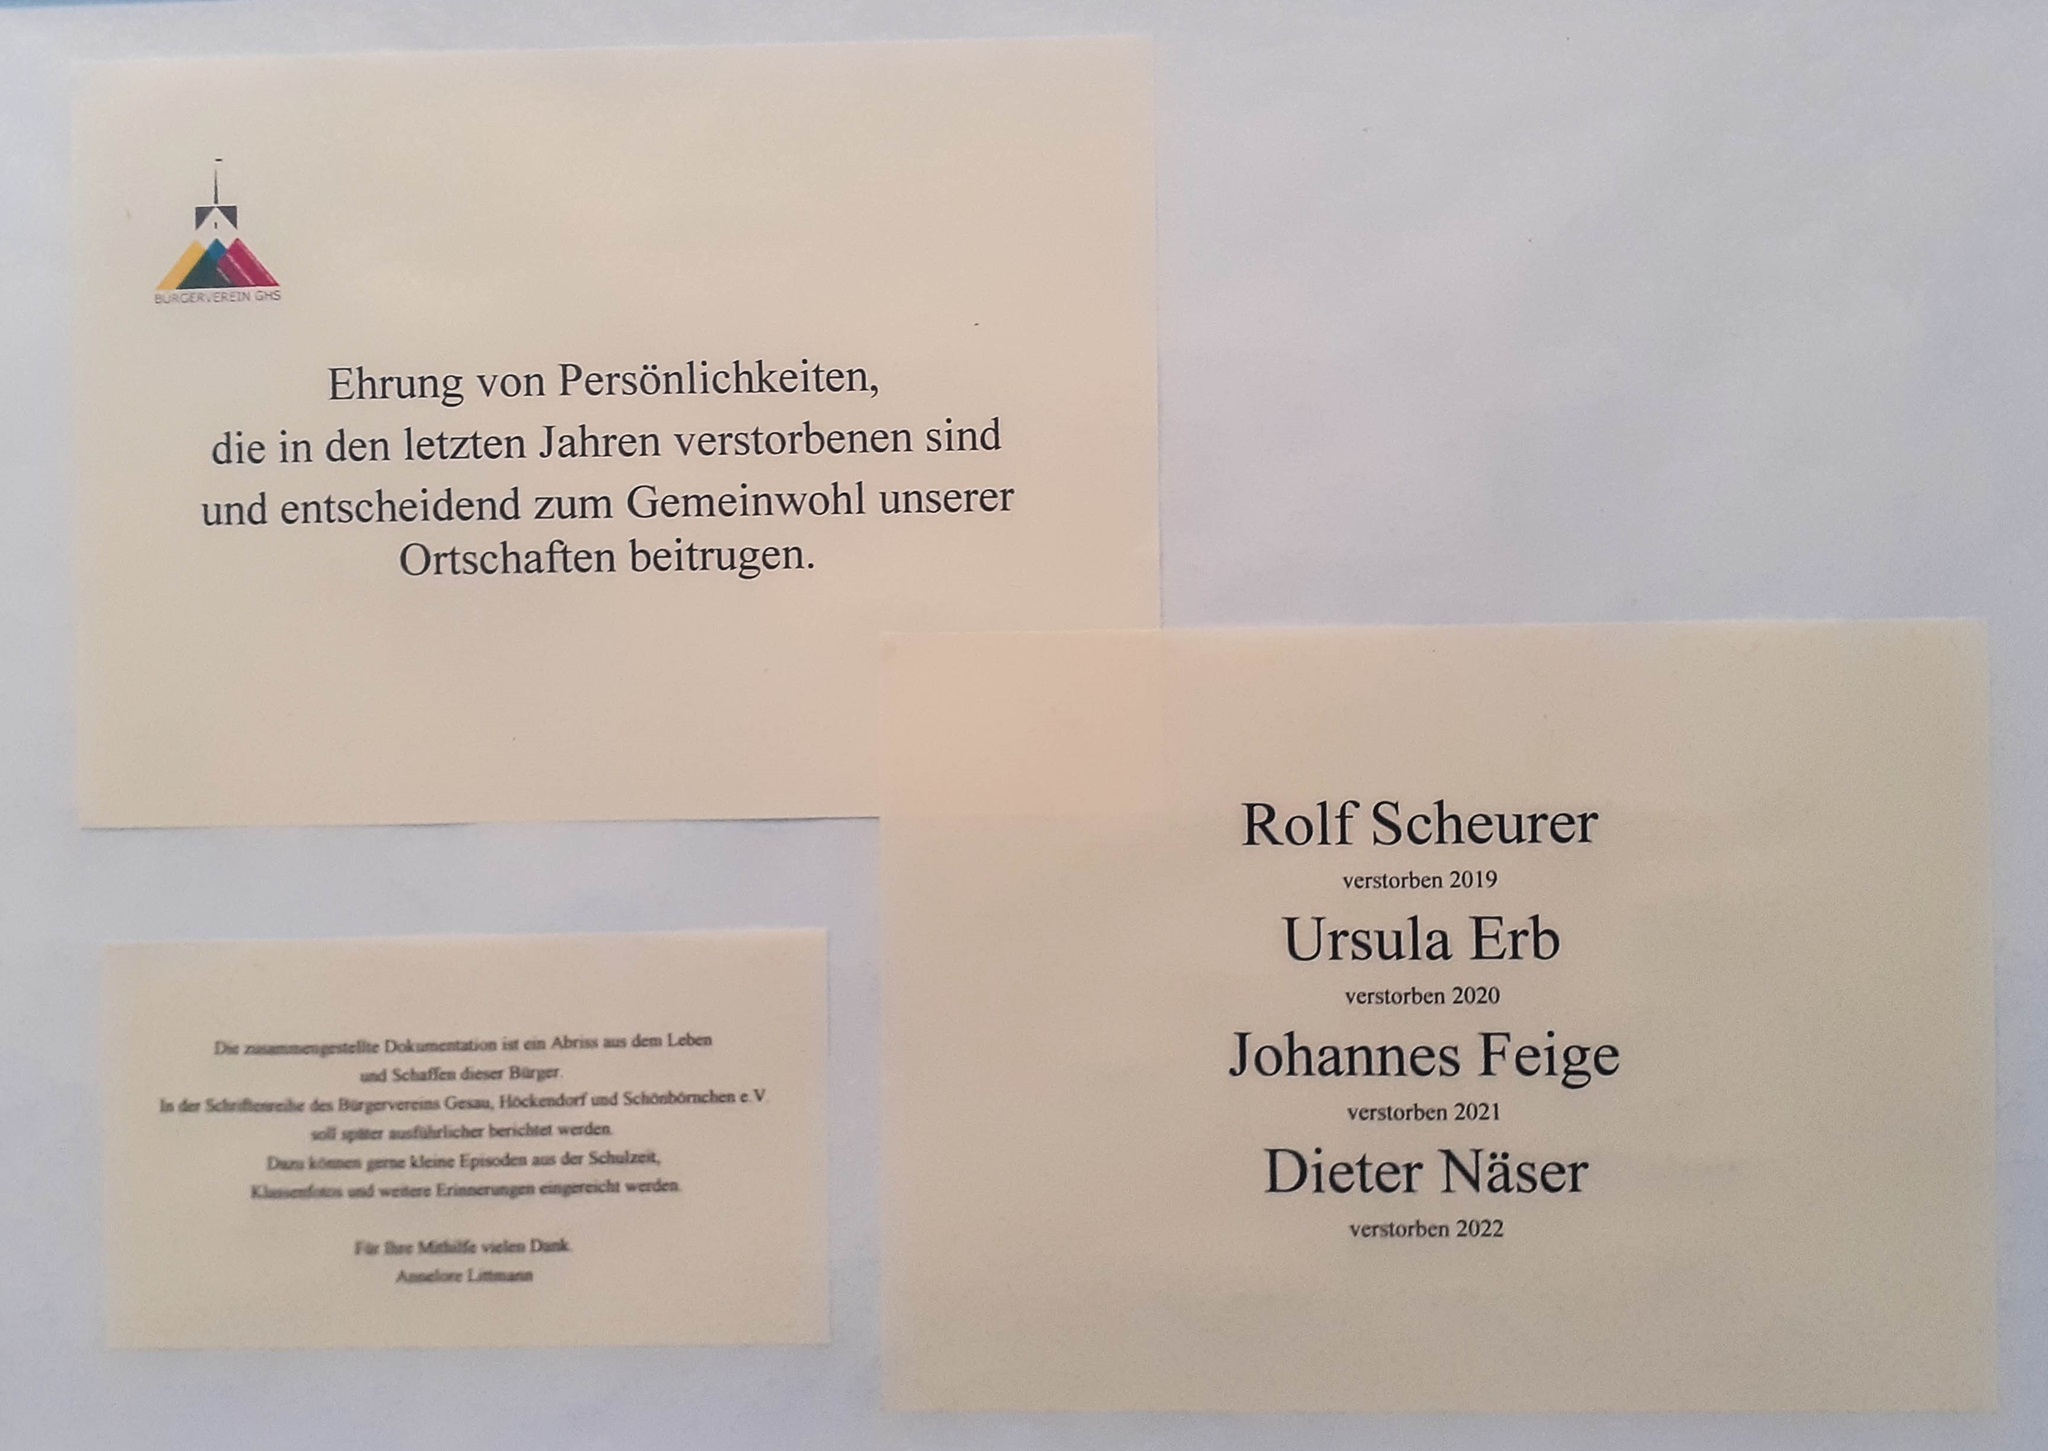 BÜRGERVEREIN GHS
Ehrung von Persönlichkeiten,
die in den letzten Jahren verstorbenen sind
und entscheidend zum Gemeinwohl unserer
Ortschaften beitrugen.
Rolf Scheurer
verstorben 2019
Ursula Erb
verstorben 2020
Johannes Feige
verstorben 2021
Dieter Näser
verstorben 2022
Die zusammengestellte Dokumentation ist ein Abriss aus dem Leben
und Schaffen dieser Bürger.
In der Schriftenreihe des Bürgervereins Gesau, Höckendorf und Schönbörnchen e.V.
soll später ausführlicher berichtet werden.
Dazu können gerne kleine Episoden aus der Schulzeit,
Klassenfotos und weitere Erinnerungen eingereicht werden.
Für Ihre Mithilfe vielen Dank.
Annelore Littmann